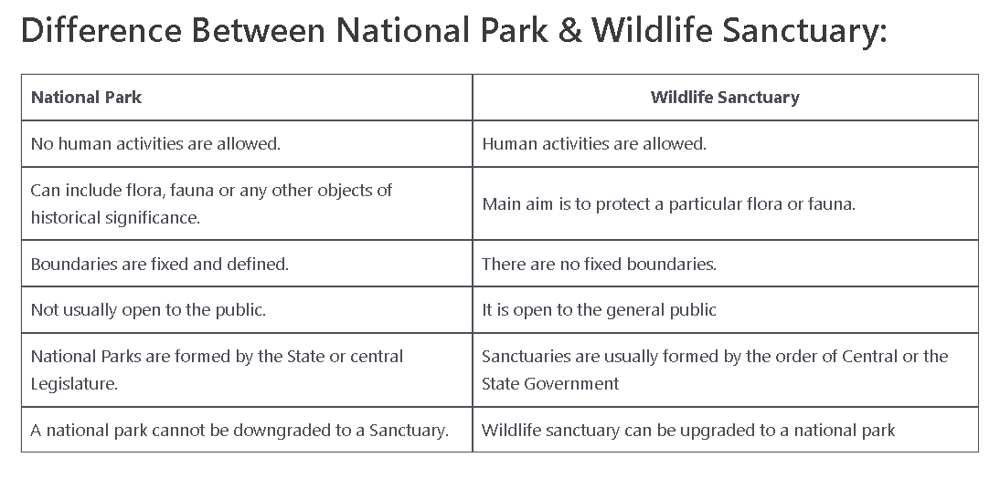 Difference Between National Park & Wildlife Sanctuary:
National Park
Wildlife Sanctuary
No human activities are allowed.
Human activities are allowed.
Can include flora, fauna or any other objects of
historical significance.
Main aim is to protect a particular flora or fauna.
Boundaries are fixed and defined.
There are no fixed boundaries.
Not usually open to the public.
It is open to the general public
National Parks are formed by the State or central
Legislature.
Sanctuaries are usually formed by the order of Central or the
State Government
A national park cannot be downgraded to a Sanctuary.
Wildlife sanctuary can be upgraded to a national park